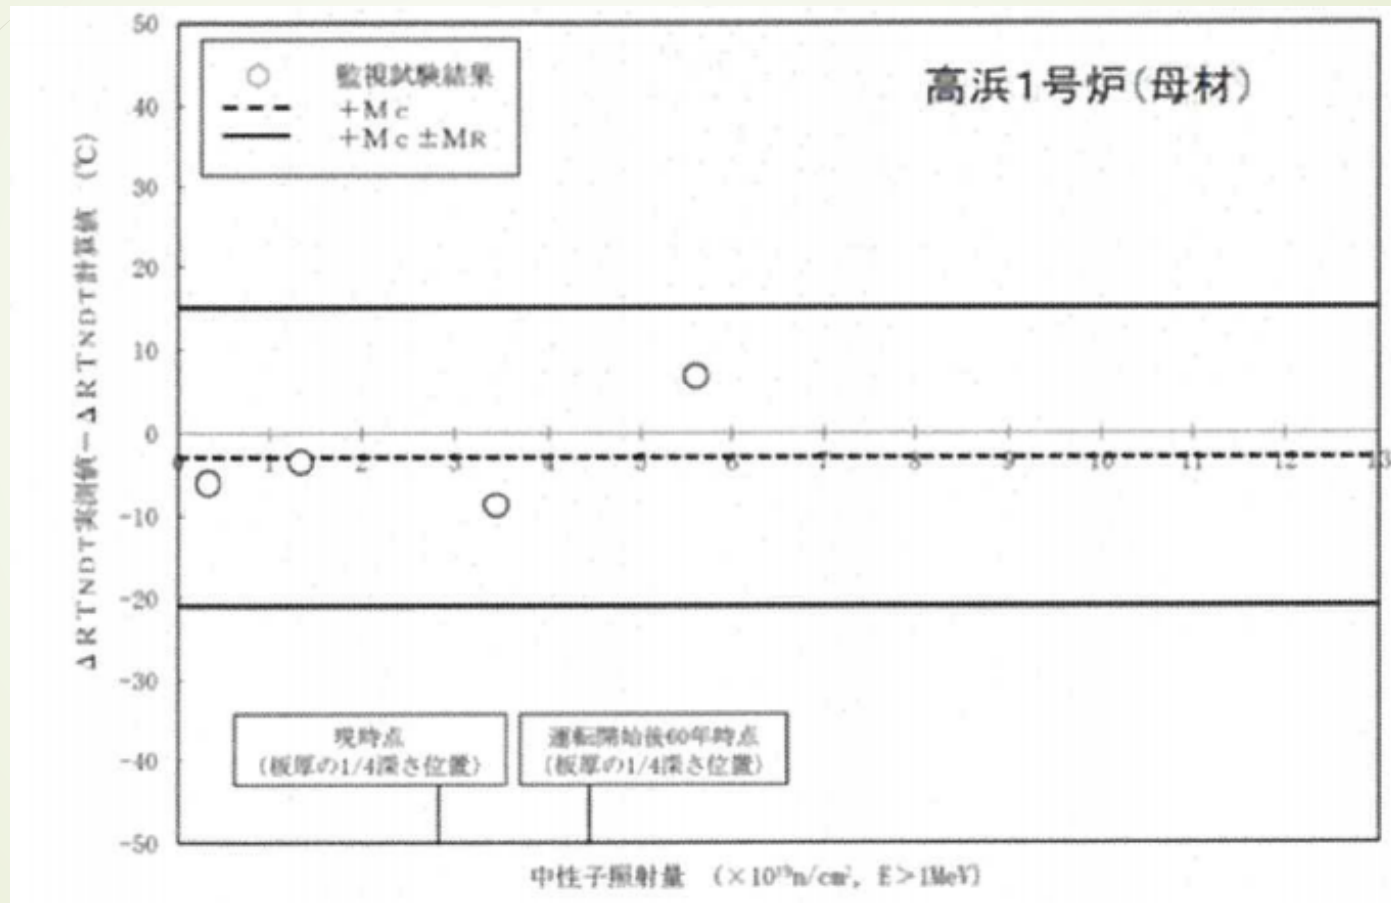 高浜1号炉(母材)
○ 監視試験結果
+Mc
+Mc±MR
ΔRTNDT実測値-ΔRTNDT計算値 (℃)
50
40
30
20
10
0
-10
-20
-30
-40
-50
0 1 2 3 4 5 6 7 8 9 10 11 12 13
現時点
(板厚の1/4深さ位置)
運転開始後60年時点
(板厚の1/4深さ位置)
中性子照射量 (×10¹⁹n/cm², E>1MeV)